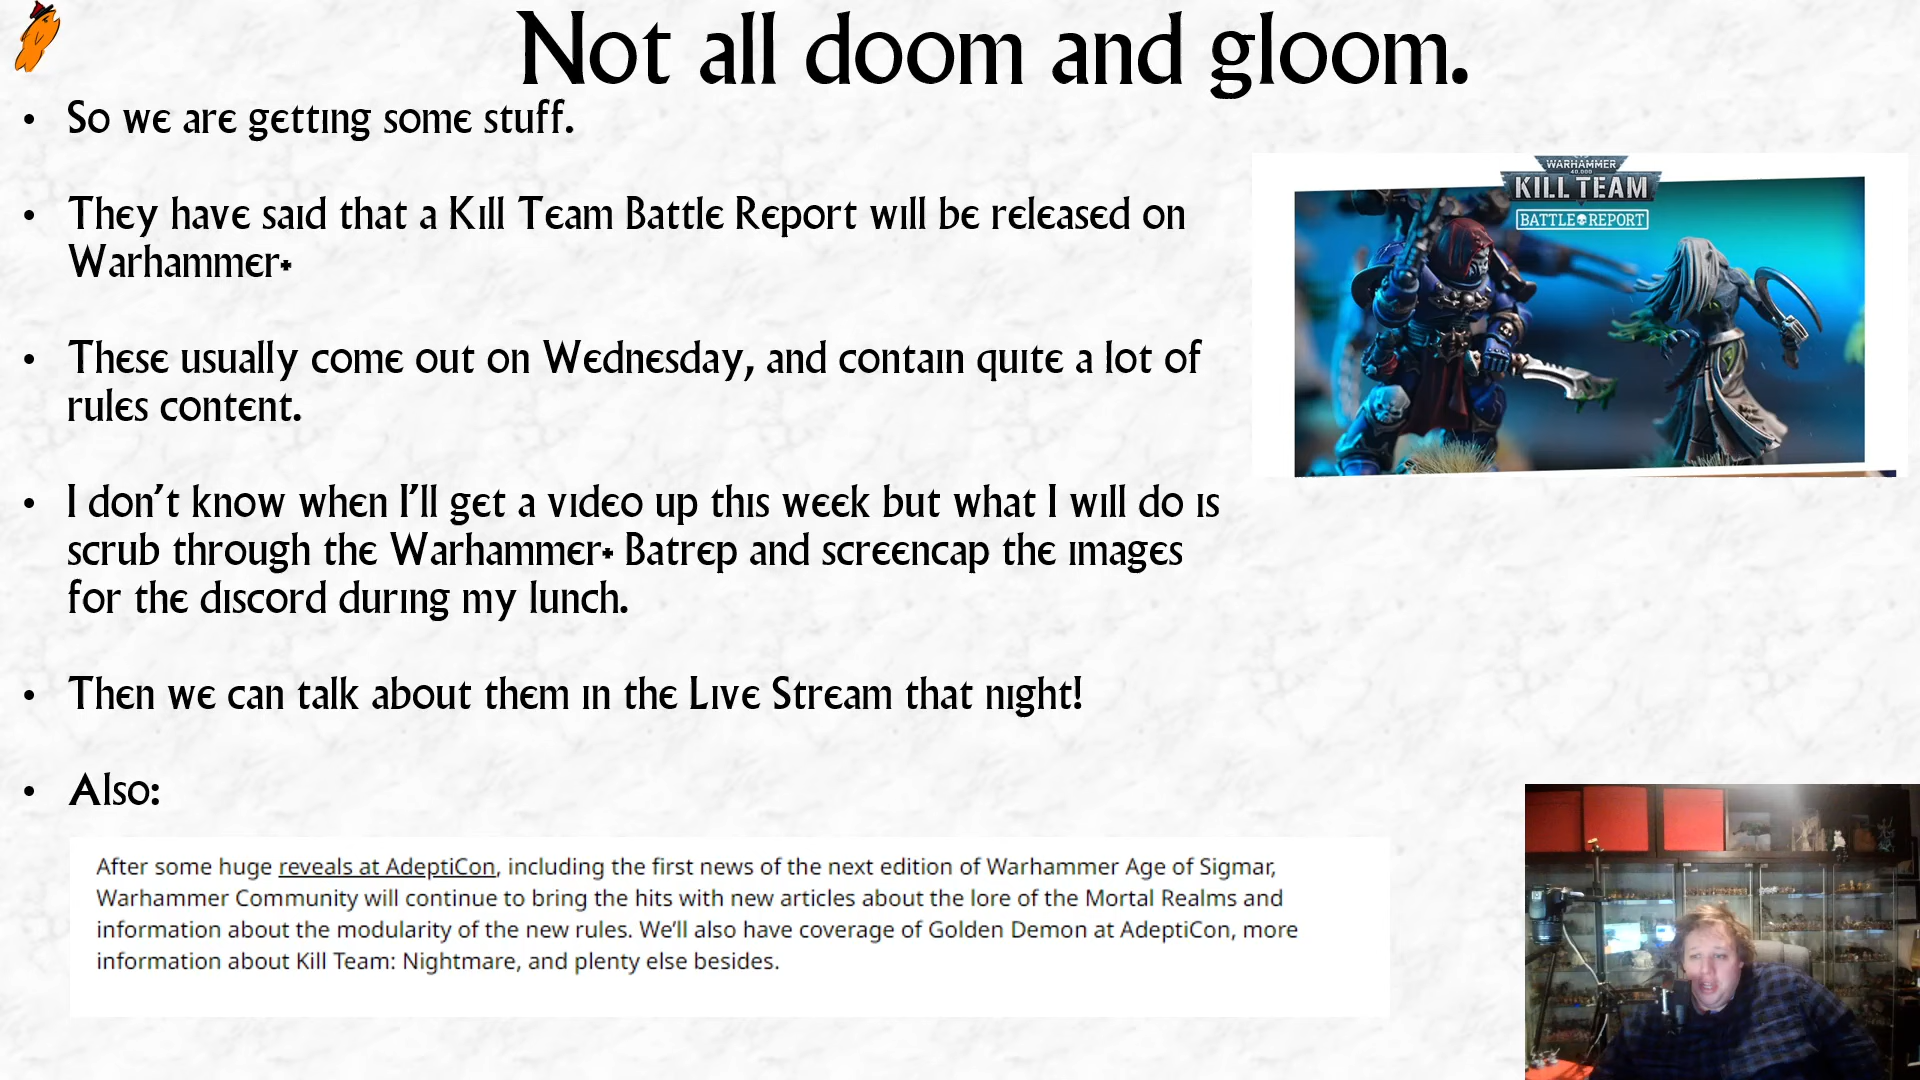 Not all doom and gloom.
• So we are getting some stuff.
• They have said that a Kill Team Battle Report will be released on
Warhammer+
• These usually come out on Wednesday, and contain quite a lot of
rules content.
• I don’t know when I’ll get a video up this week but what I will do is
scrub through the Warhammer+ Batrep and screencap the images
for the discord during my lunch.
• Then we can talk about them in the Live Stream that night!
• Also:
WARHAMMER
40,000
KILL TEAM
BATTLE REPORT
After some huge reveals at AdeptiCon, including the first news of the next edition of Warhammer Age of Sigmar,
Warhammer Community will continue to bring the hits with new articles about the lore of the Mortal Realms and
information about the modularity of the new rules. We’ll also have coverage of Golden Demon at AdeptiCon, more
information about Kill Team: Nightmare, and plenty else besides.